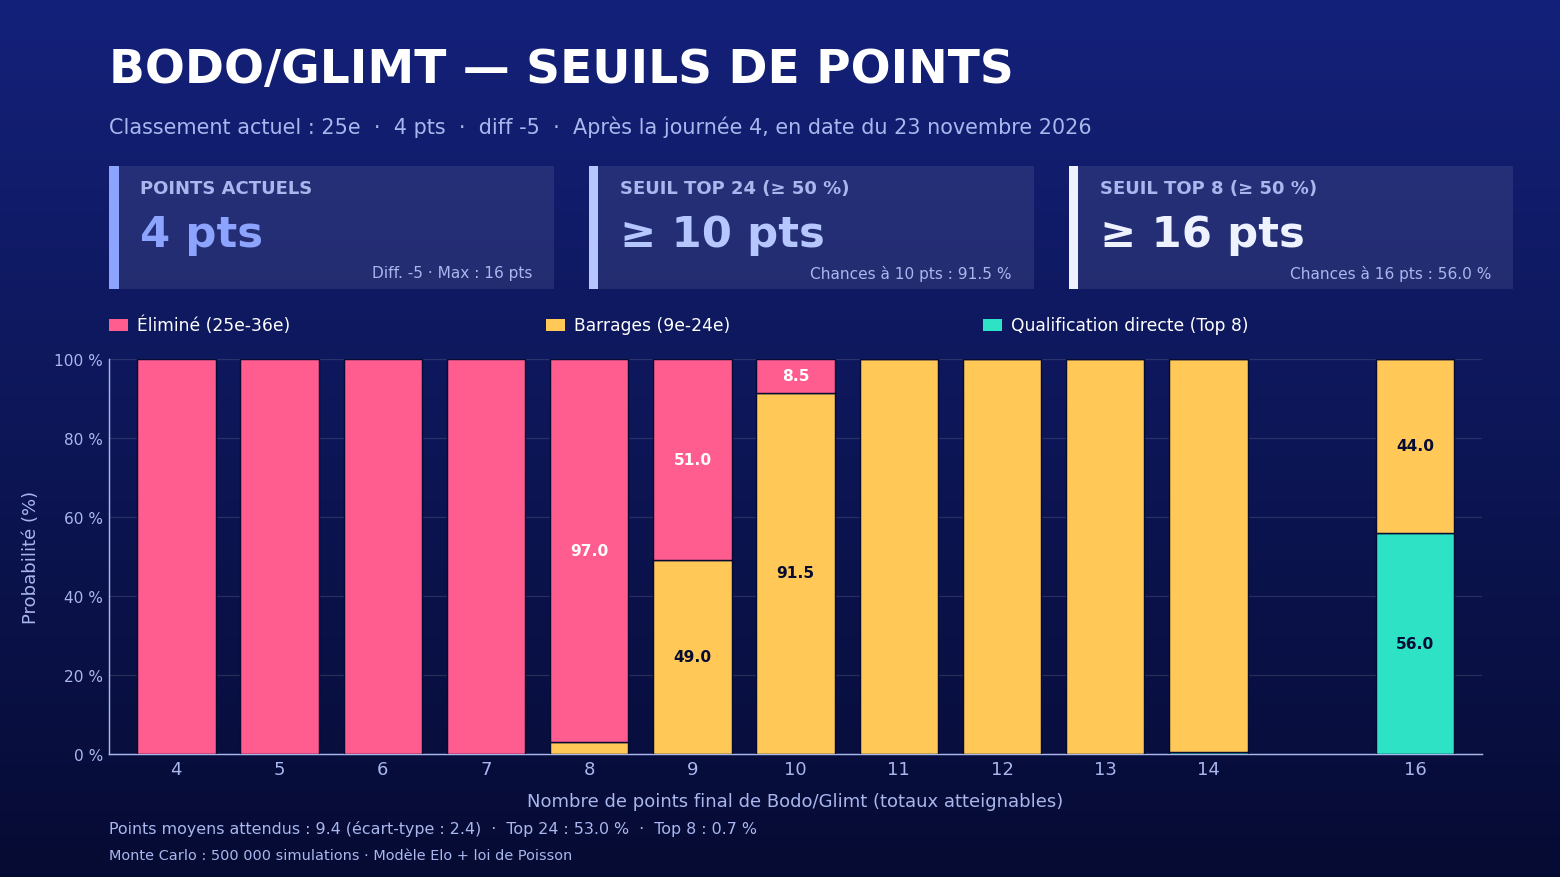 BODO/GLIMT — SEUILS DE POINTS
Classement actuel : 25e · 4 pts · diff -5 · Après la journée 4, en date du 23 novembre 2026
POINTS ACTUELS
4 pts
Diff. -5 · Max : 16 pts
SEUIL TOP 24 (≥ 50 %)
≥ 10 pts
Chances à 10 pts : 91.5 %
SEUIL TOP 8 (≥ 50 %)
≥ 16 pts
Chances à 16 pts : 56.0 %
Éliminé (25e-36e)
Barrages (9e-24e)
Qualification directe (Top 8)
Probabilité (%)
100 %
80 %
60 %
40 %
20 %
0 %
97.0
51.0
49.0
8.5
91.5
44.0
56.0
4 5 6 7 8 9 10 11 12 13 14 16
Nombre de points final de Bodo/Glimt (totaux atteignables)
Points moyens attendus : 9.4 (écart-type : 2.4) · Top 24 : 53.0 % · Top 8 : 0.7 %
Monte Carlo : 500 000 simulations · Modèle Elo + loi de Poisson